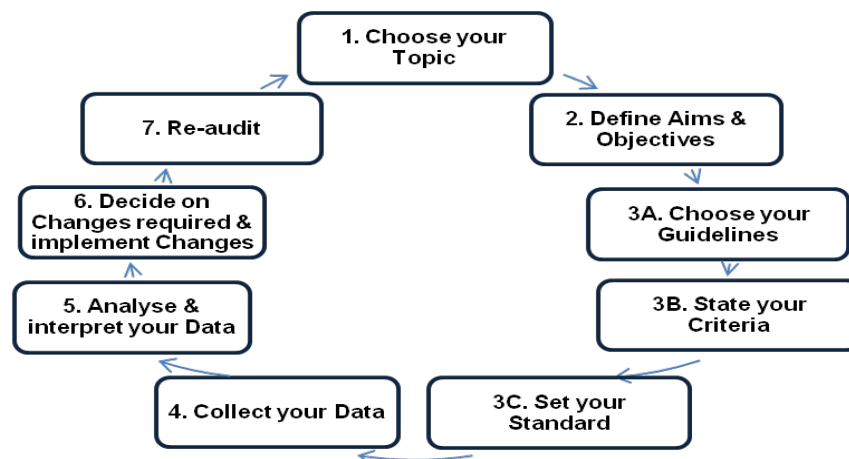 1. Choose your
Topic
2. Define Aims &
Objectives
3A. Choose your
Guidelines
3B. State your
Criteria
3C. Set your
Standard
4. Collect your Data
5. Analyse &
interpret your Data
6. Decide on
Changes required &
implement Changes
7. Re-audit